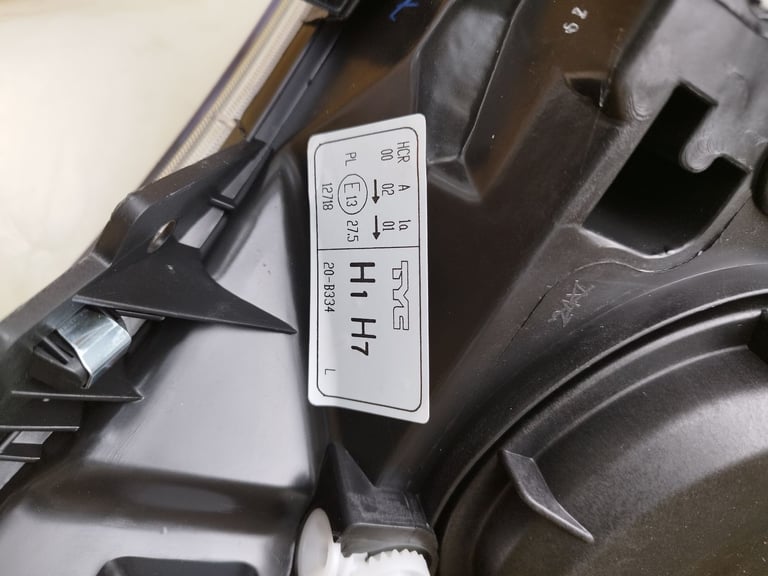 HCR A 1a
00 02 01
PL E13 27.5
12718
TYC
H1 H7
20-B334 L